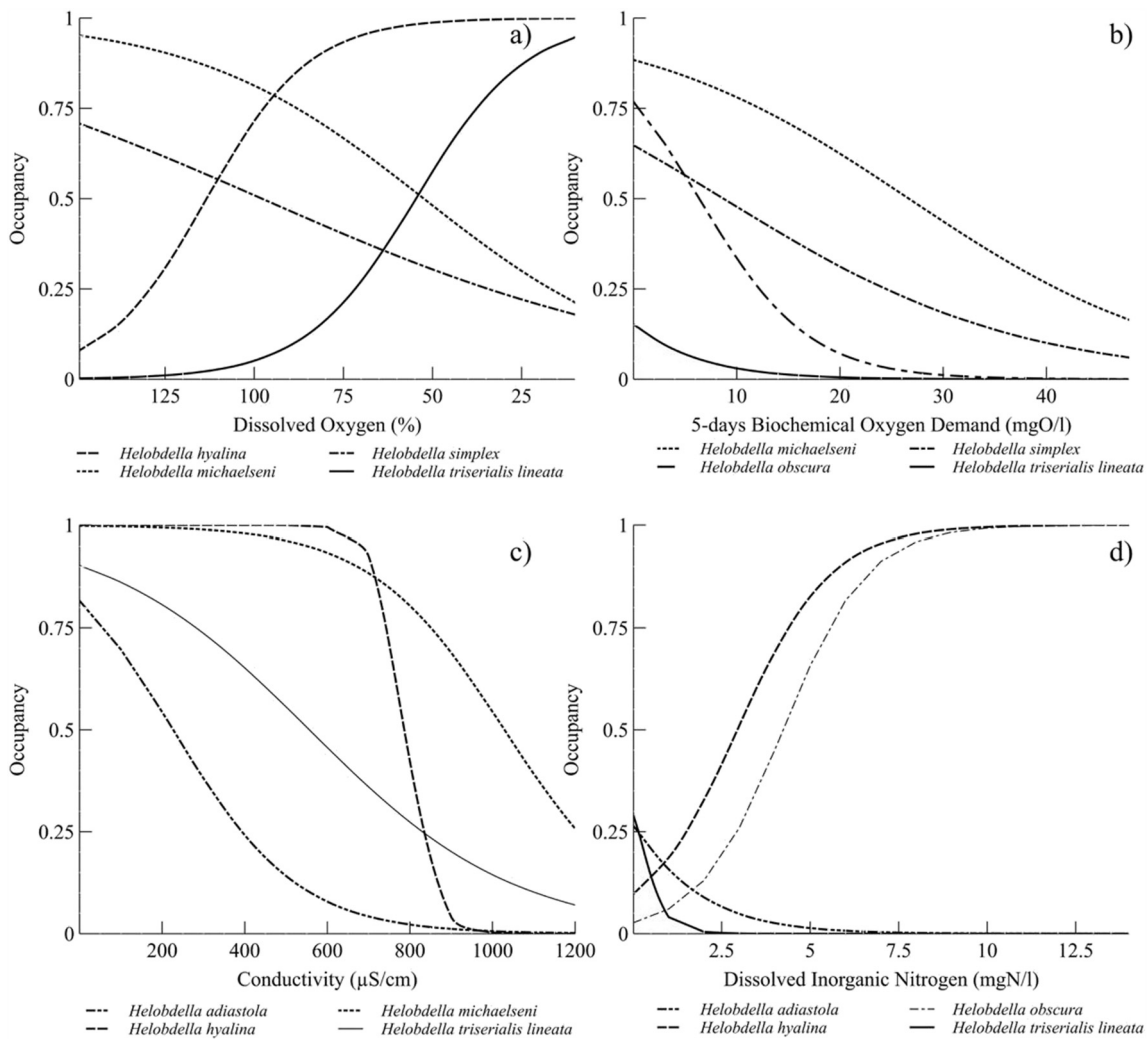 a)
1
0.75
0.5
0.25
0
Occupancy
125 100 75 50 25
Dissolved Oxygen (%)
Helobdella hyalina Helobdella simplex
Helobdella michaelseni Helobdella triserialis lineata
b)
1
0.75
0.5
0.25
0
Occupancy
10 20 30 40
5-days Biochemical Oxygen Demand (mgO/l)
Helobdella michaelseni Helobdella simplex
Helobdella obscura Helobdella triserialis lineata
c)
1
0.75
0.5
0.25
0
Occupancy
200 400 600 800 1000 1200
Conductivity (µS/cm)
Helobdella adiastola Helobdella michaelseni
Helobdella hyalina Helobdella triserialis lineata
d)
1
0.75
0.5
0.25
0
Occupancy
2.5 5 7.5 10 12.5
Dissolved Inorganic Nitrogen (mgN/l)
Helobdella adiastola Helobdella obscura
Helobdella hyalina Helobdella triserialis lineata